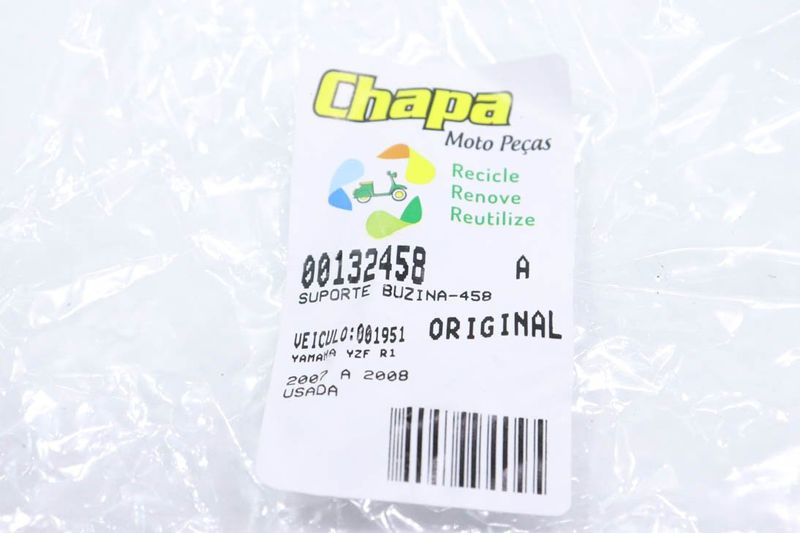 Chapa
Moto Peças
Recicle
Renove
Reutilize
00132458 A
SUPORTE BUZINA-458
VEICULO:001951 ORIGINAL
YAMAHA YZF R1
2007 A 2008
USADA